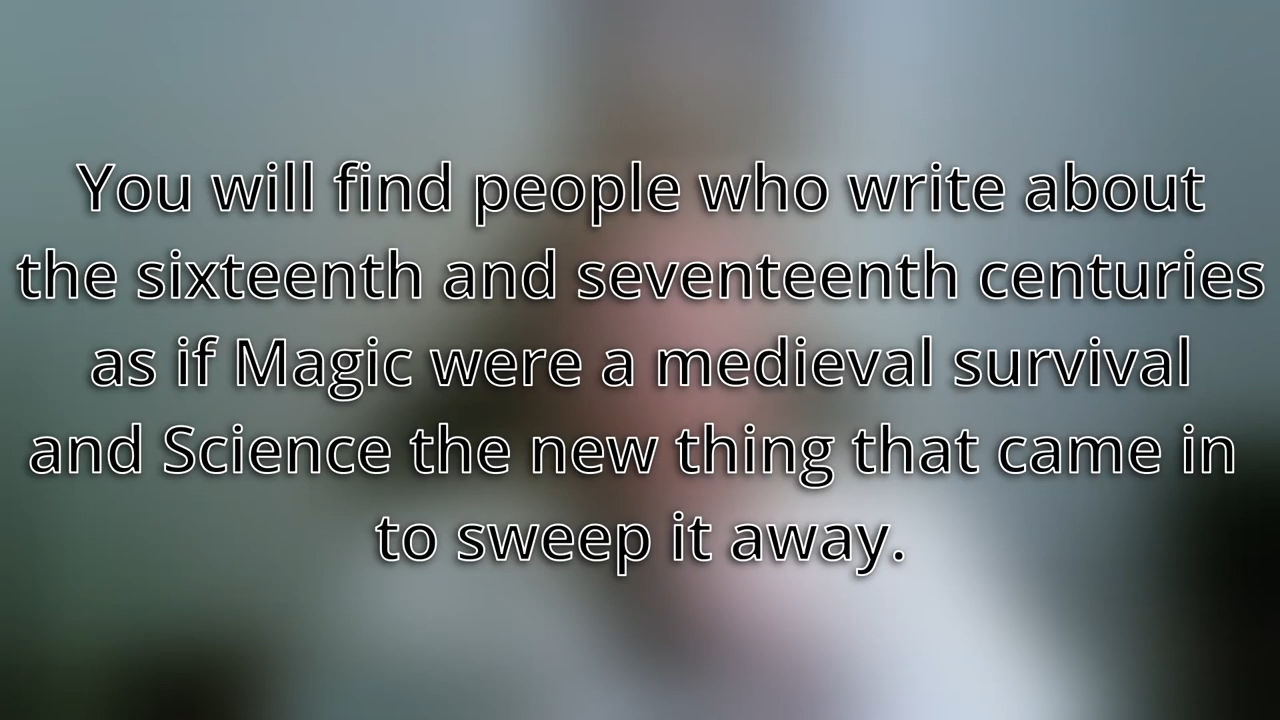 You will find people who write about
the sixteenth and seventeenth centuries
as if Magic were a medieval survival
and Science the new thing that came in
to sweep it away.